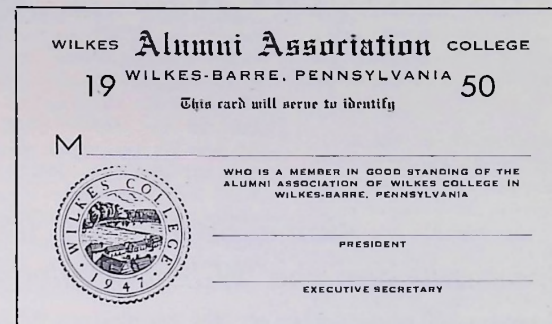 WILKES Alumni Association COLLEGE
19 WILKES-BARRE, PENNSYLVANIA 50
This card will serve to identify
M
WHO IS A MEMBER IN GOOD STANDING OF THE
ALUMNI ASSOCIATION OF WILKES COLLEGE IN
WILKES-BARRE, PENNSYLVANIA
WILKES COLLEGE
1947
PRESIDENT
EXECUTIVE SECRETARY